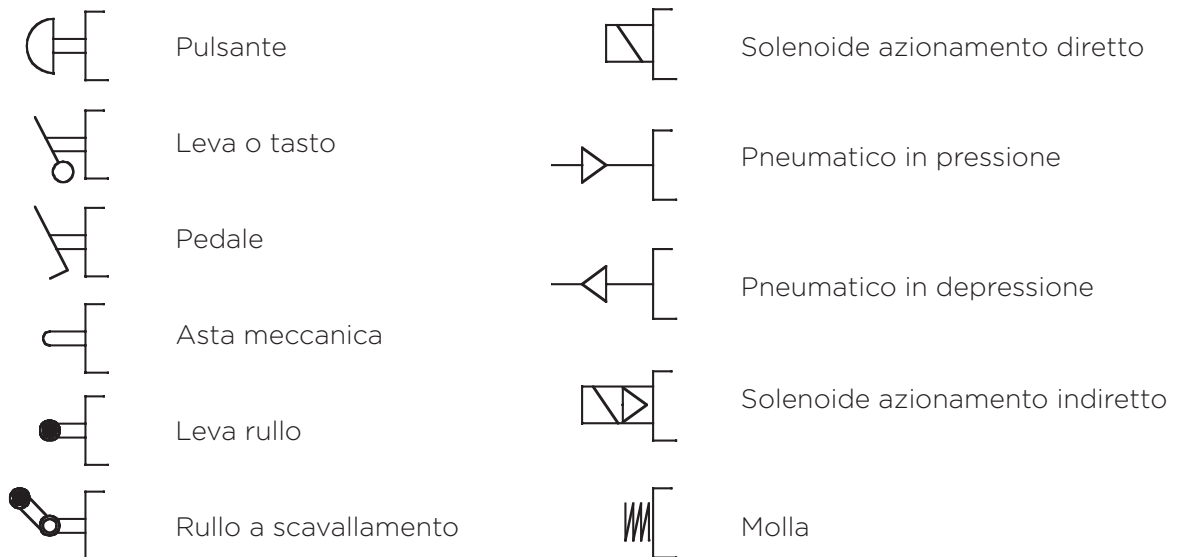 Pulsante
Leva o tasto
Pedale
Asta meccanica
Leva rullo
Rullo a scavallamento
Solenoide azionamento diretto
Pneumatico in pressione
Pneumatico in depressione
Solenoide azionamento indiretto
Molla